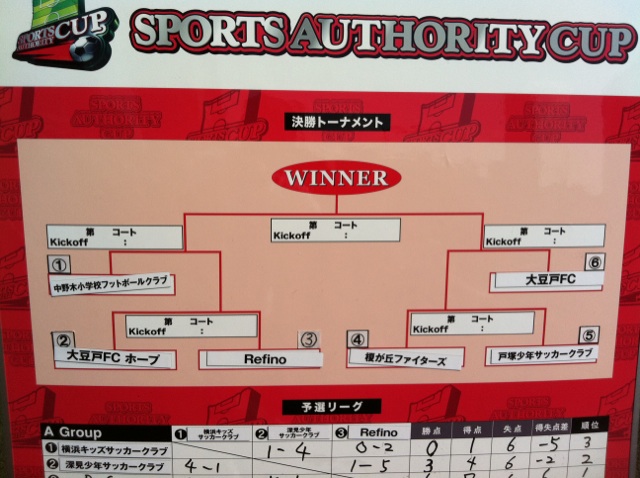 SPORTS AUTHORITY CUP
SPORTS AUTHORITY CUP
決勝トーナメント
WINNER
第 コート
Kickoff :
第 コート
Kickoff :
第 コート
Kickoff :
①
中野木小学校フットボールクラブ
⑥
大豆戸FC
第 コート
Kickoff :
第 コート
Kickoff :
②
大豆戸FC ホープ
③
Refino
④
榎が丘ファイターズ
⑤
戸塚少年サッカークラブ
予選リーグ
A Group ① 横浜キッズサッカークラブ ② 深見少年サッカークラブ ③ Refino 勝点 得点 失点 得失点差 順位
① 横浜キッズサッカークラブ 1-4 0-2 0 1 6 -5 3
② 深見少年サッカークラブ 4-1 1-5 3 4 6 -2 2